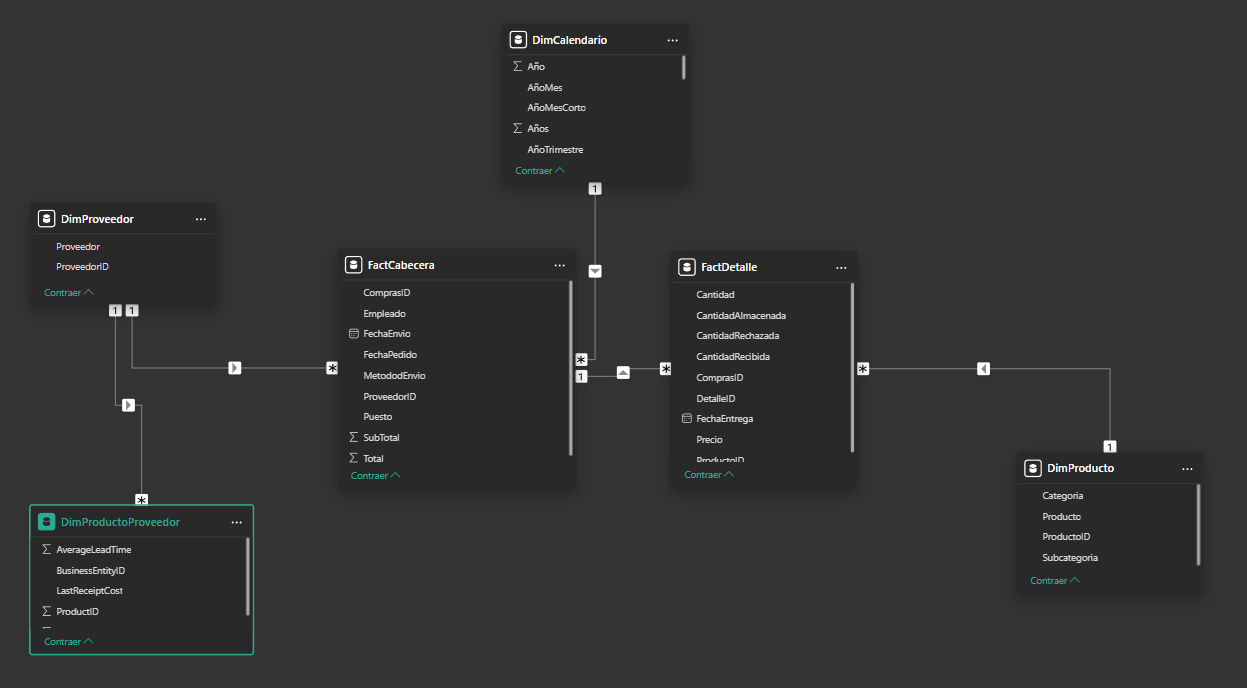 DimCalendario
Año
AñoMes
AñoMesCorto
Años
AñoTrimestre
Contraer
1
DimProveedor
Proveedor
ProveedorID
Contraer
1 1
*
*
FactCabecera
ComprasID
Empleado
FechaEnvio
FechaPedido
MetododEnvio
ProveedorID
Puesto
SubTotal
Total
Contraer
*
1
*
FactDetalle
Cantidad
CantidadAlmacenada
CantidadRechazada
CantidadRecibida
ComprasID
DetalleID
FechaEntrega
Precio
ProductoID
Contraer
*
1
DimProductoProveedor
AverageLeadTime
BusinessEntityID
LastReceiptCost
ProductID
Contraer
DimProducto
Categoria
Producto
ProductoID
Subcategoria
Contraer